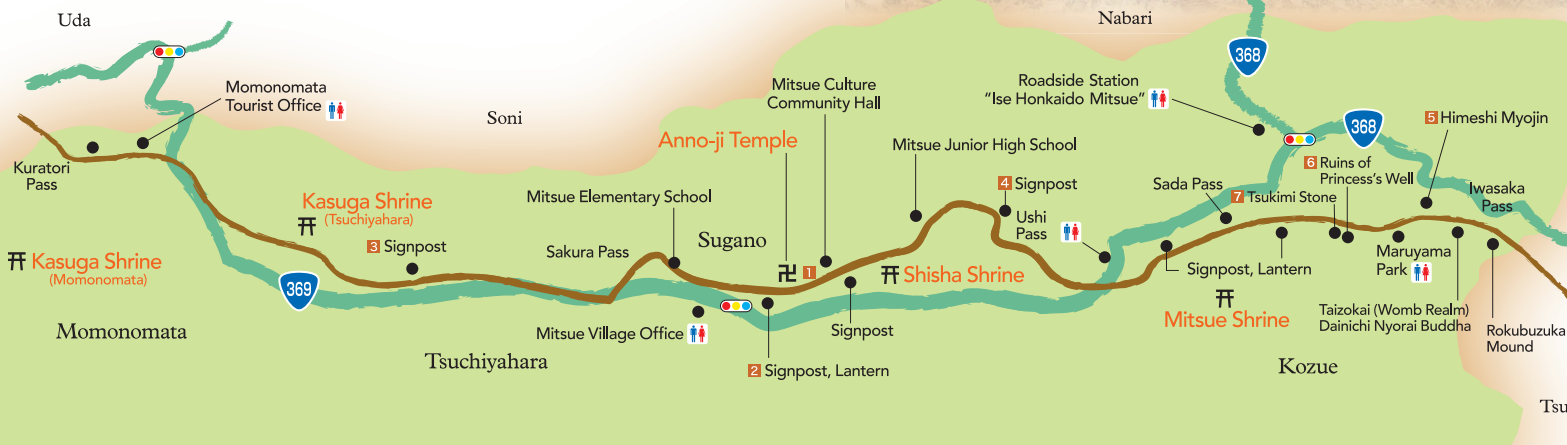 Uda
Nabari
Soni
368
Momonomata
Tourist Office
Mitsue Culture
Community Hall
Roadside Station
“Ise Honkaido Mitsue”
368
5 Himeshi Myojin
Anno-ji Temple
Mitsue Junior High School
6 Ruins of
Princess’s Well
Kuratori
Pass
Kasuga Shrine
(Tsuchiyahara)
Mitsue Elementary School
4 Signpost
Sada Pass
7 Tsukimi Stone
Iwasaka
Pass
Ushi
Pass
3 Signpost
Sakura Pass
Sugano
卍 1
Kasuga Shrine
(Momonomata)
Shisha Shrine
Signpost, Lantern
Maruyama
Park
369
Mitsue Shrine
Taizokai (Womb Realm)
Dainichi Nyorai Buddha
Rokubuzuka
Mound
Momonomata
Mitsue Village Office
Signpost
Tsuchiyahara
2 Signpost, Lantern
Kozue
Tsu